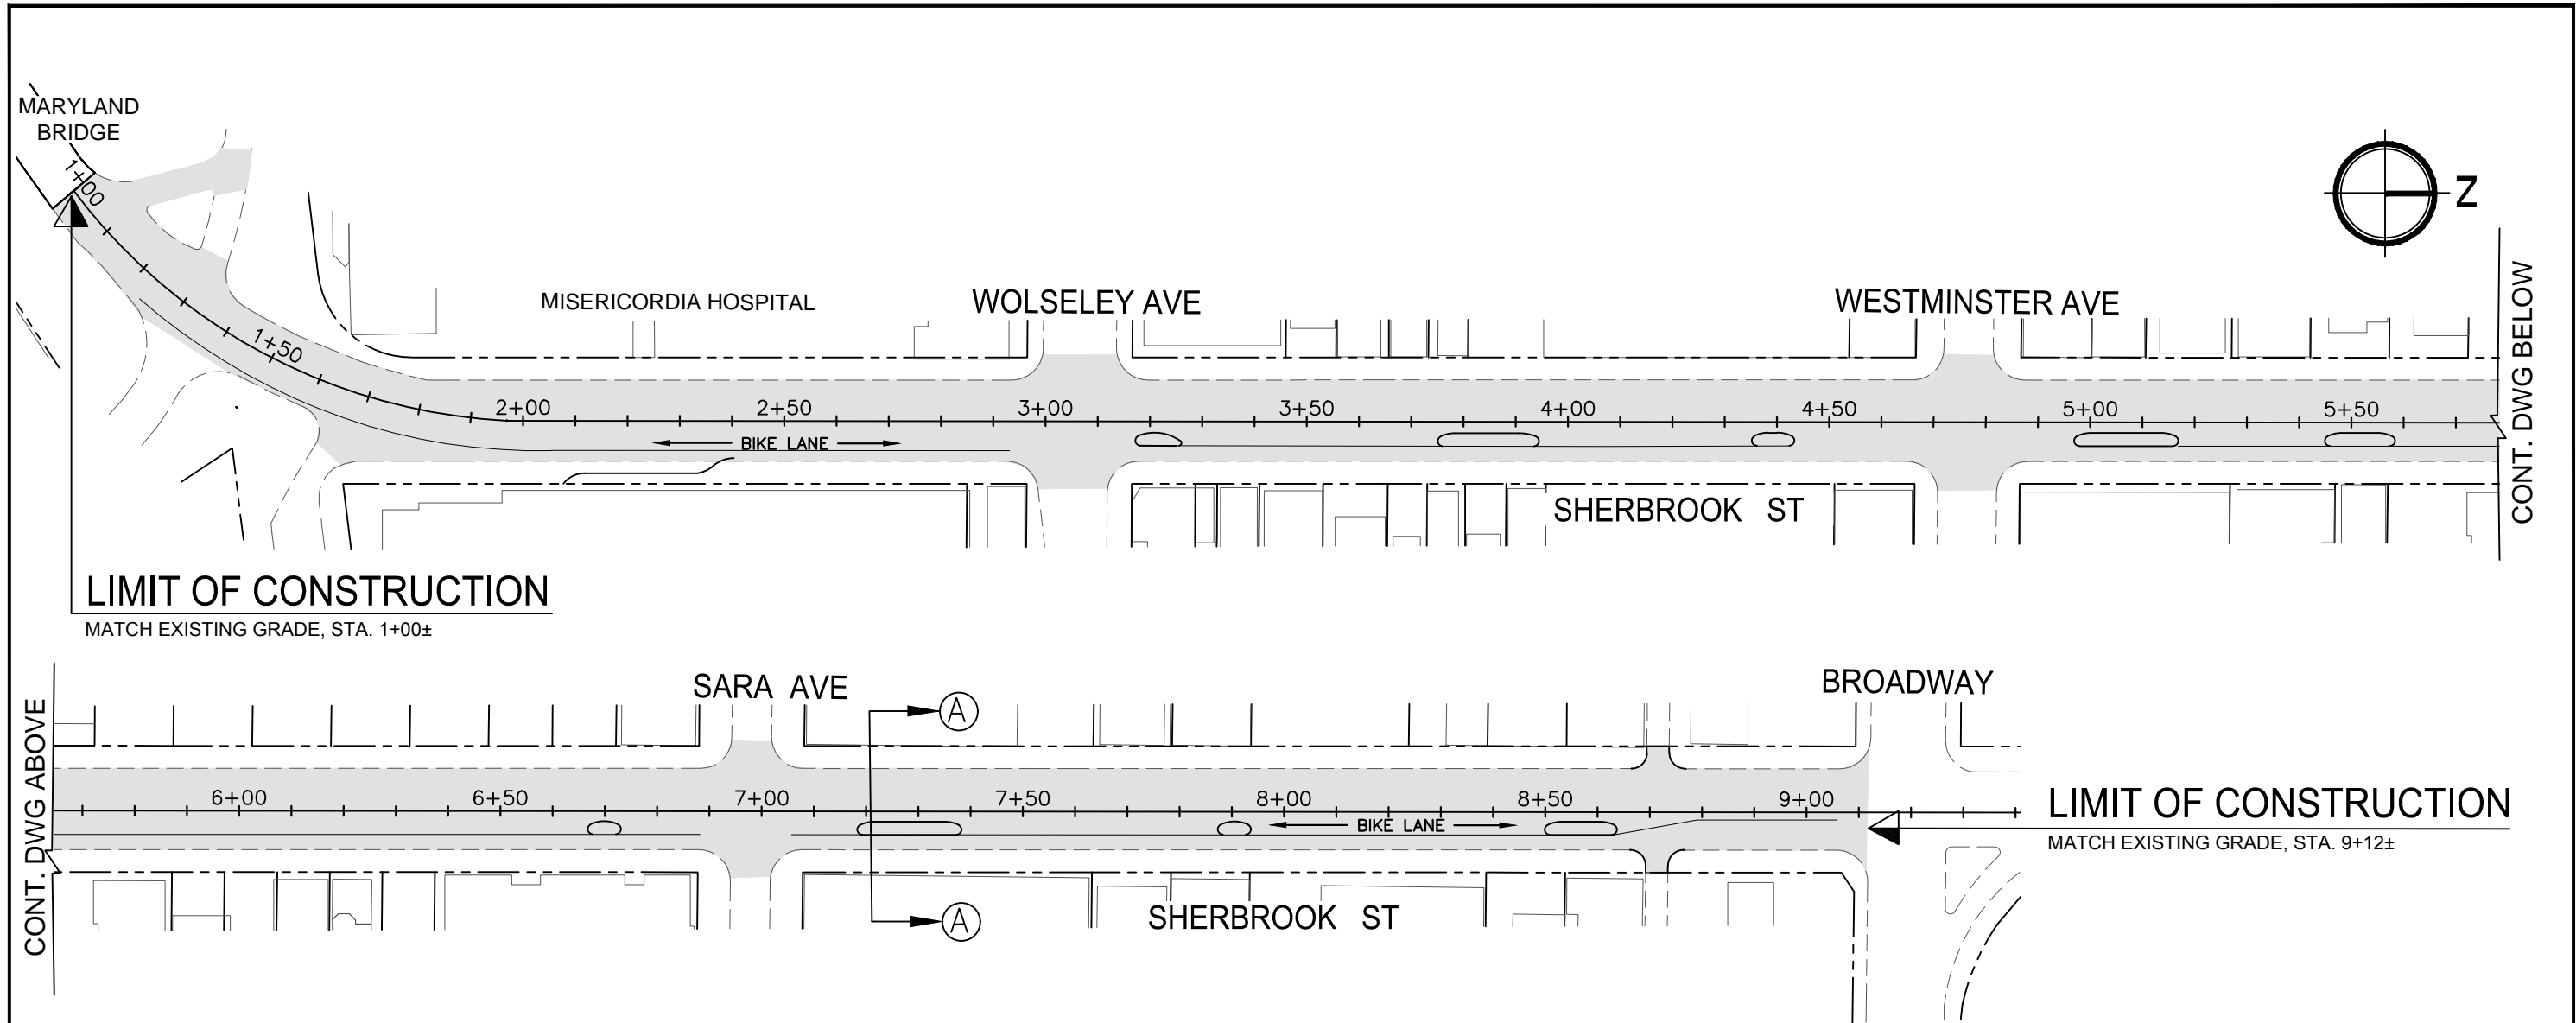 MARYLAND
BRIDGE
1+00
1+50
MISERICORDIA HOSPITAL
WOLSELEY AVE
WESTMINSTER AVE
Z
CONT. DWG BELOW
2+00 2+50 3+00 3+50 4+00 4+50 5+00 5+50
BIKE LANE
SHERBROOK ST
LIMIT OF CONSTRUCTION
MATCH EXISTING GRADE, STA. 1+00±
CONT. DWG ABOVE
SARA AVE
A
BROADWAY
6+00 6+50 7+00 7+50 8+00 8+50 9+00
BIKE LANE
LIMIT OF CONSTRUCTION
MATCH EXISTING GRADE, STA. 9+12±
A
SHERBROOK ST